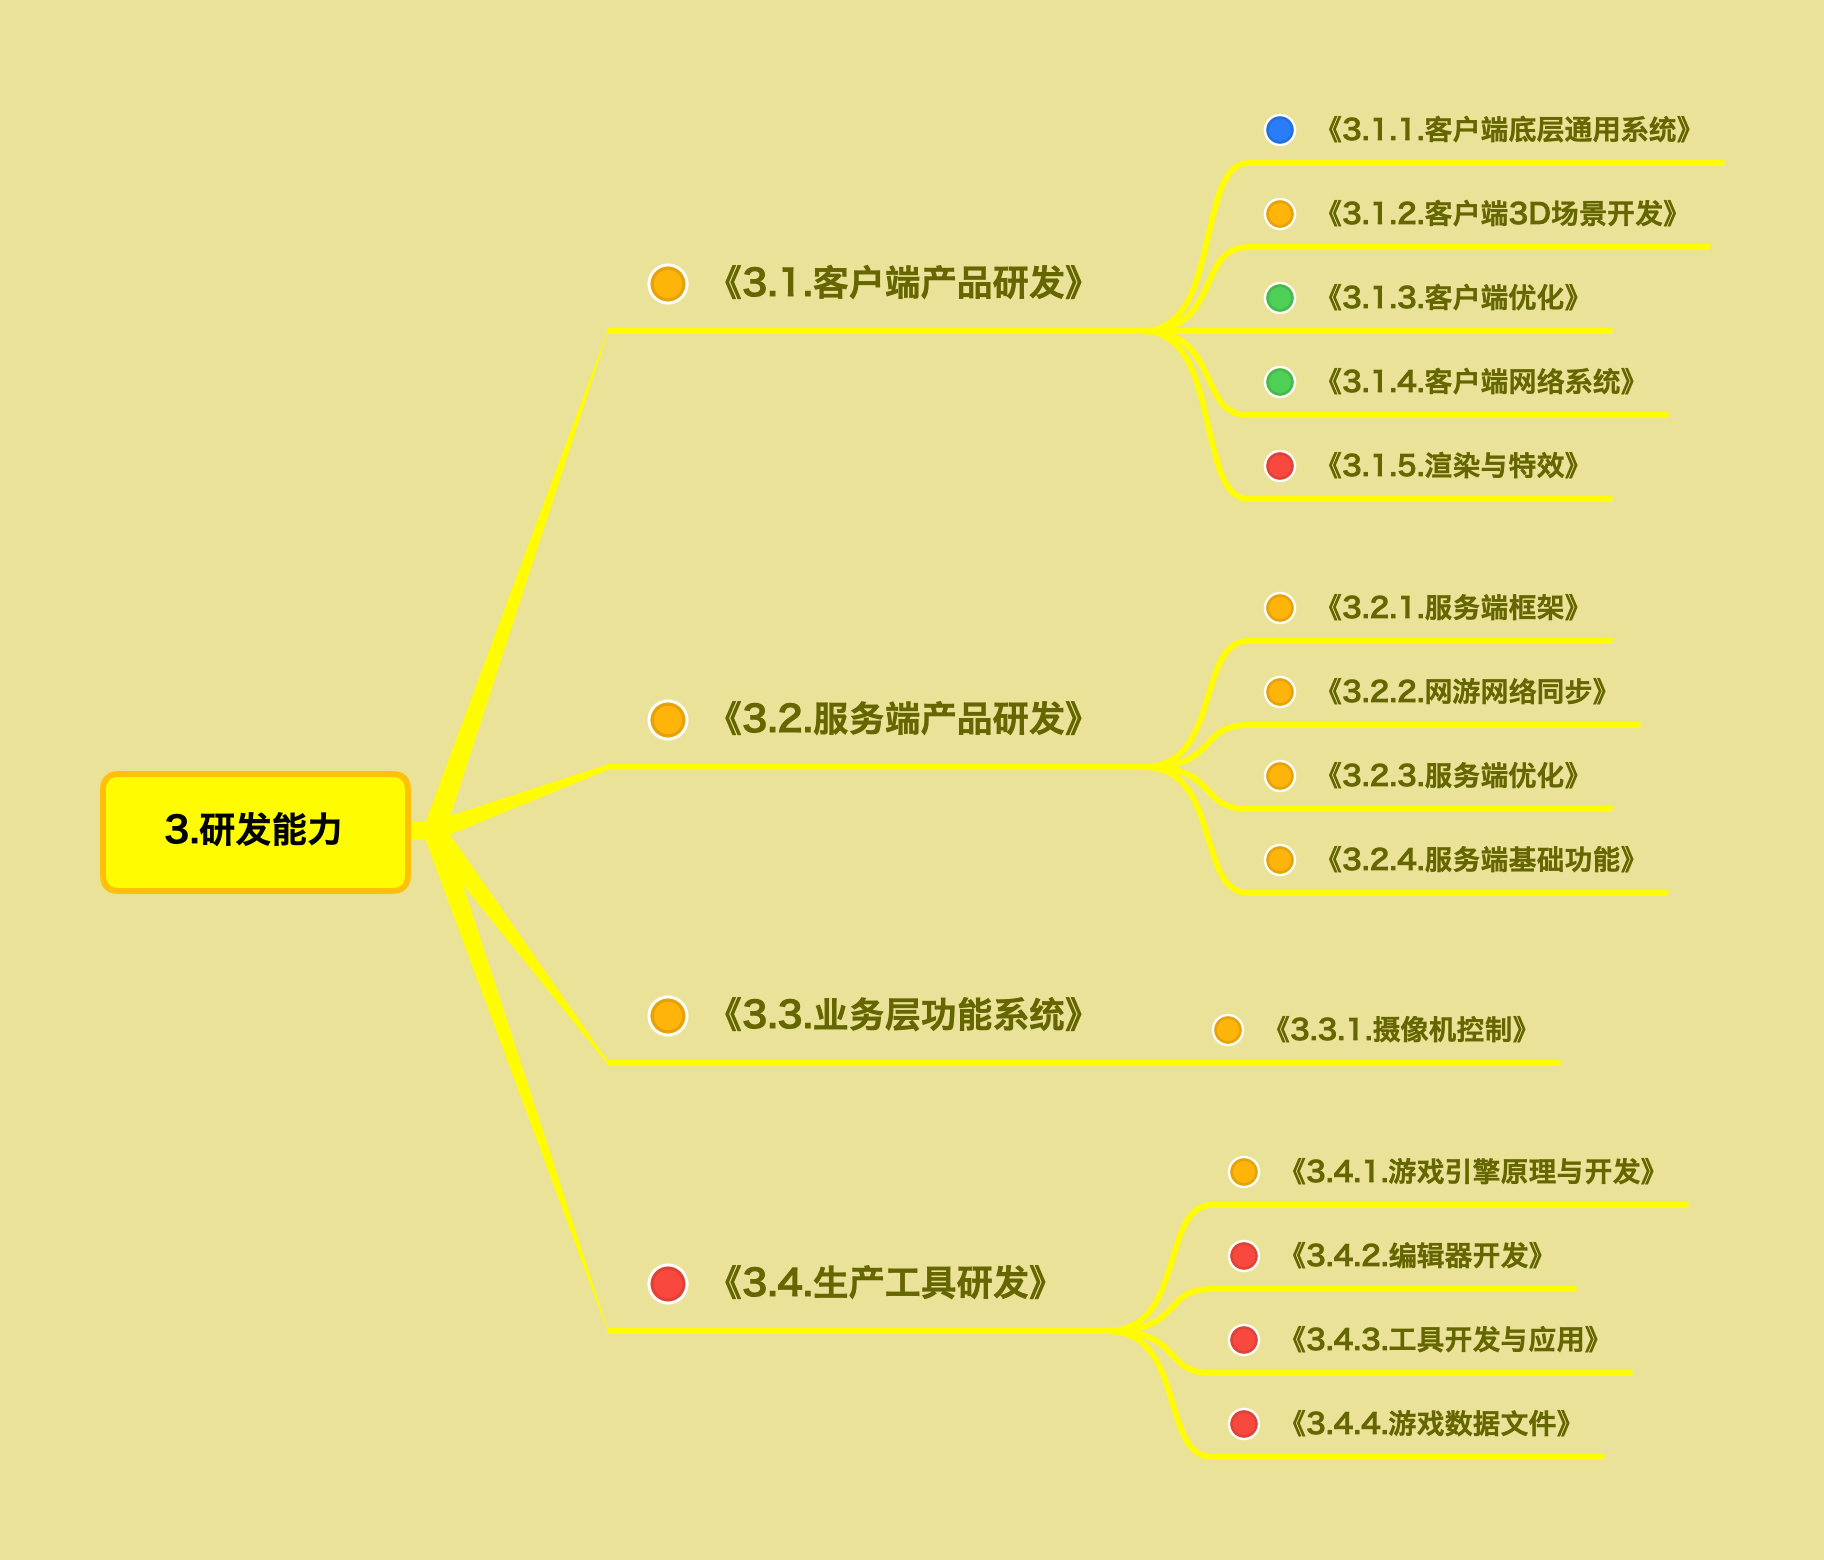 3.研发能力
《3.1.客户端产品研发》
《3.1.1.客户端底层通用系统》
《3.1.2.客户端3D场景开发》
《3.1.3.客户端优化》
《3.1.4.客户端网络系统》
《3.1.5.渲染与特效》
《3.2.服务端产品研发》
《3.2.1.服务端框架》
《3.2.2.网游网络同步》
《3.2.3.服务端优化》
《3.2.4.服务端基础功能》
《3.3.业务层功能系统》
《3.3.1.摄像机控制》
《3.4.生产工具研发》
《3.4.1.游戏引擎原理与开发》
《3.4.2.编辑器开发》
《3.4.3.工具开发与应用》
《3.4.4.游戏数据文件》